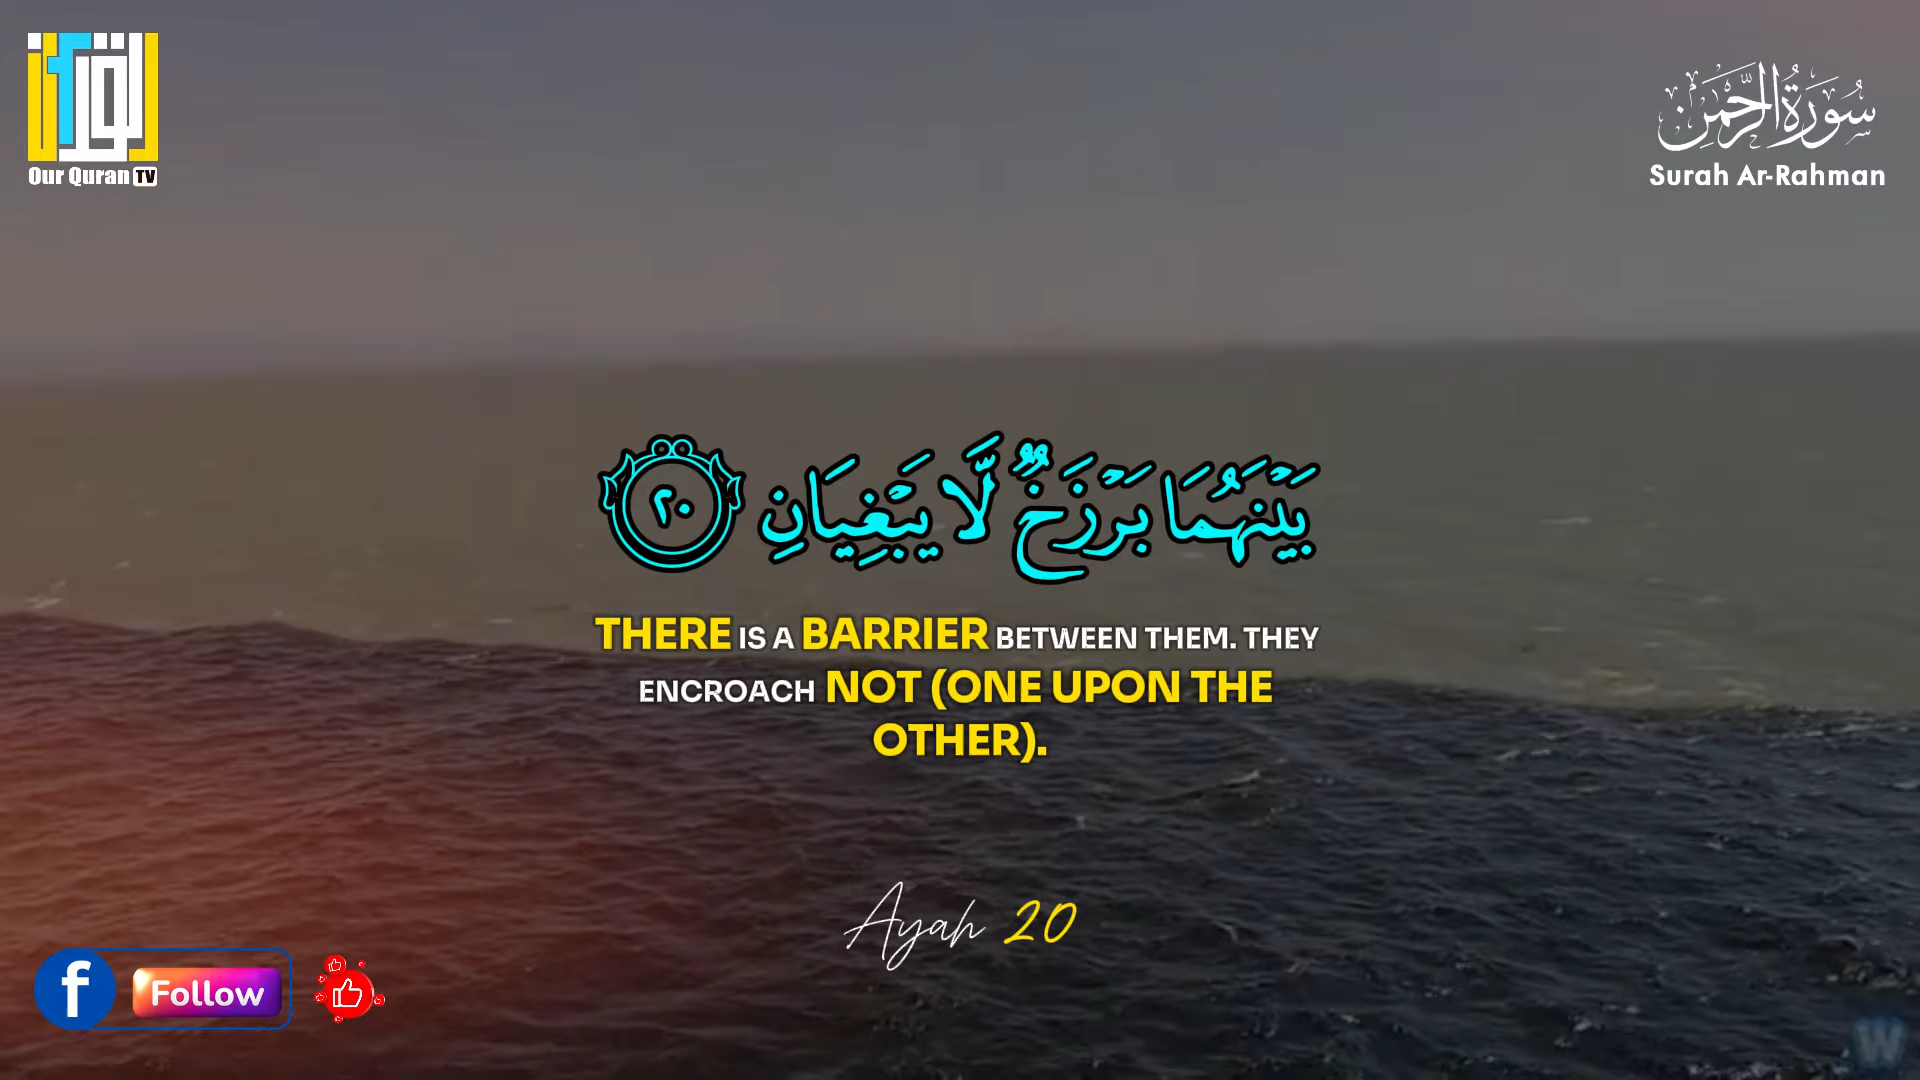 القرآن
Our Quran TV
سُورَةُ الرَّحْمَٰن
Surah Ar-Rahman
بَيْنَهُمَا بَرْزَخٌ لَّا يَبْغِيَانِ ٢٠
THERE IS A BARRIER BETWEEN THEM. THEY
ENCROACH NOT (ONE UPON THE
OTHER).
Ayah 20
f Follow
W